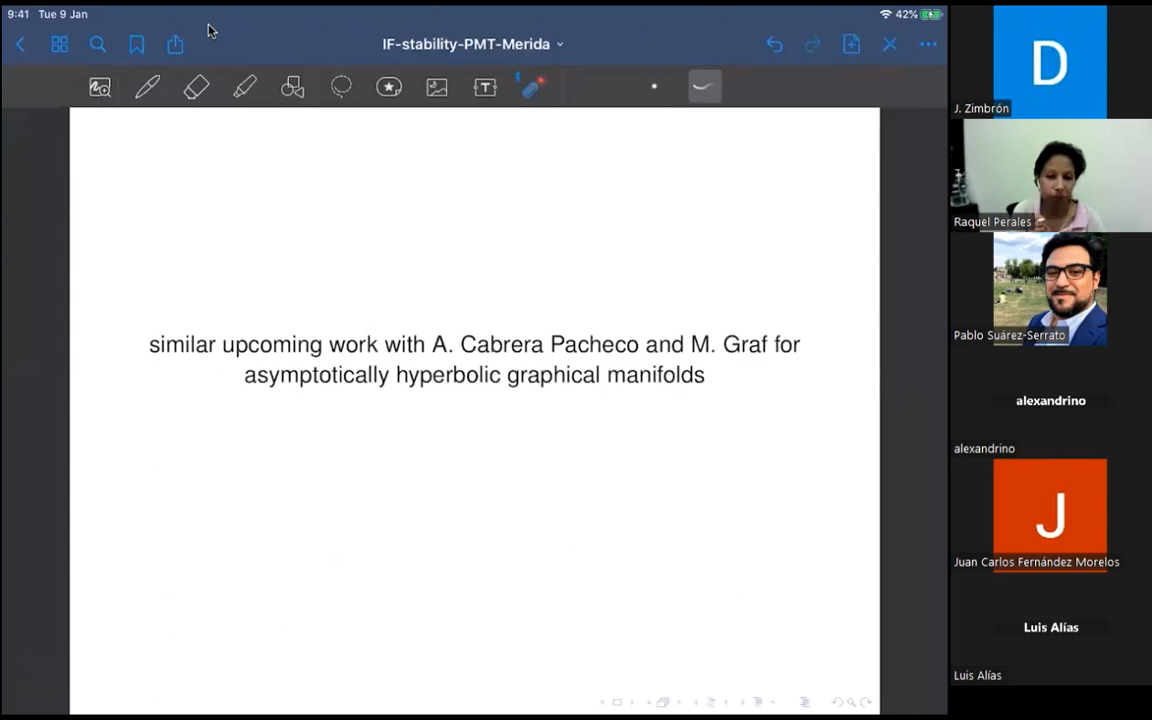 9:41 Tue 9 Jan
42%
IF-stability-PMT-Merida
T
similar upcoming work with A. Cabrera Pacheco and M. Graf for
asymptotically hyperbolic graphical manifolds
D
J. Zimbrón
Raquel Perales
Pablo Suárez-Serrato
alexandrino
alexandrino
J
Juan Carlos Fernández Morelos
Luis Alías
Luis Alías